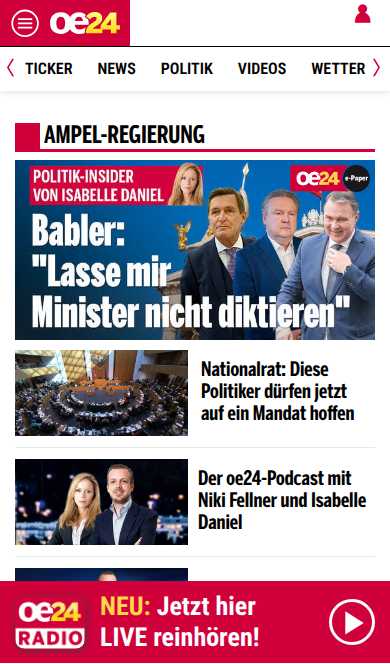 oe24
TICKER NEWS POLITIK VIDEOS WETTER
AMPEL-REGIERUNG
POLITIK-INSIDER
VON ISABELLE DANIEL
oe24 e-Paper
Babler:
"Lasse mir
Minister nicht diktieren"
Nationalrat: Diese
Politiker dürfen jetzt
auf ein Mandat hoffen
Der oe24-Podcast mit
Niki Fellner und Isabelle
Daniel
oe24
RADIO
NEU: Jetzt hier
LIVE reinhören!